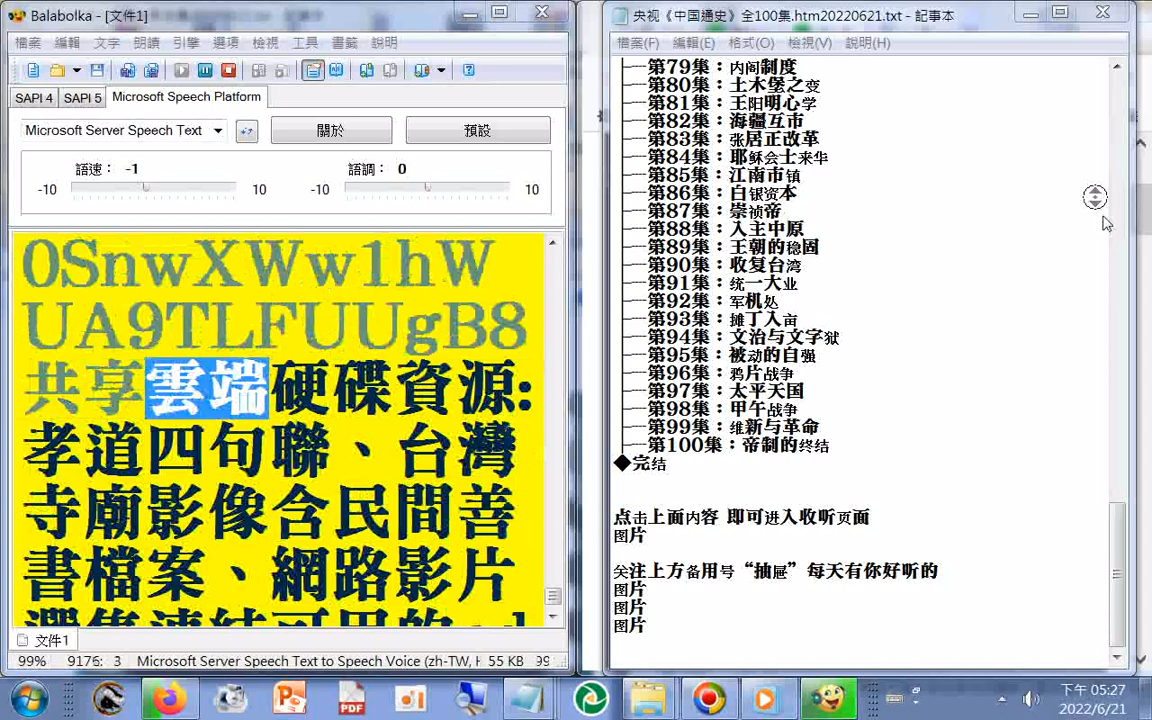 Balabolka - [文件1]
檔案 編輯 文字 朗讀 引擎 選項 檢視 工具 書籤 說明
SAPI 4 SAPI 5 Microsoft Speech Platform
Microsoft Server Speech Text 關於 預設
語速： -1 語調： 0
-10 10 -10 10
0SnwXWw1hW
UA9TLFUUgB8
共享雲端硬碟資源:
孝道四句聯、台灣
寺廟影像含民間善
書檔案、網路影片
文件1
99% 9176: 3 Microsoft Server Speech Text to Speech Voice (zh-TW, H 55 KB 99
央视《中国通史》全100集.htm20220621.txt - 記事本
檔案(F) 編輯(E) 格式(O) 檢視(V) 說明(H)
├─第79集：内阁制度
├─第80集：土木堡之变
├─第81集：王阳明心学
├─第82集：海疆互市
├─第83集：张居正改革
├─第84集：耶稣会士来华
├─第85集：江南市镇
├─第86集：白银资本
├─第87集：崇祯帝
├─第88集：入主中原
├─第89集：王朝的稳固
├─第90集：收复台湾
├─第91集：统一大业
├─第92集：军机处
├─第93集：摊丁入亩
├─第94集：文治与文字狱
├─第95集：被动的自强
├─第96集：鸦片战争
├─第97集：太平天国
├─第98集：甲午战争
├─第99集：维新与革命
├─第100集：帝制的终结
◆完结
点击上面内容 即可进入收听页面
图片
关注上方备用号“抽屉”每天有你好听的
图片
图片
图片
PDF
下午 05:27
2022/6/21